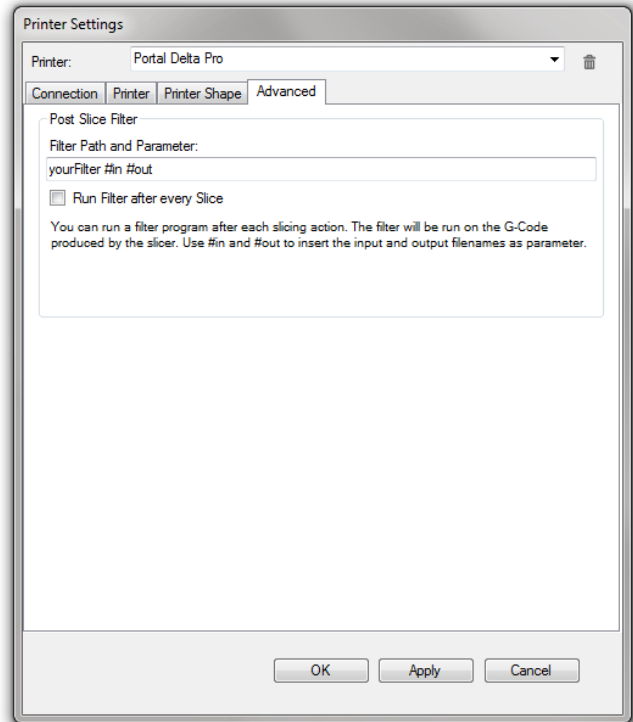 Printer Settings
Printer: Portal Delta Pro
Connection Printer Printer Shape Advanced
Post Slice Filter
Filter Path and Parameter:
yourFilter #in #out
Run Filter after every Slice
You can run a filter program after each slicing action. The filter will be run on the G-Code
produced by the slicer. Use #in and #out to insert the input and output filenames as parameter.
OK Apply Cancel